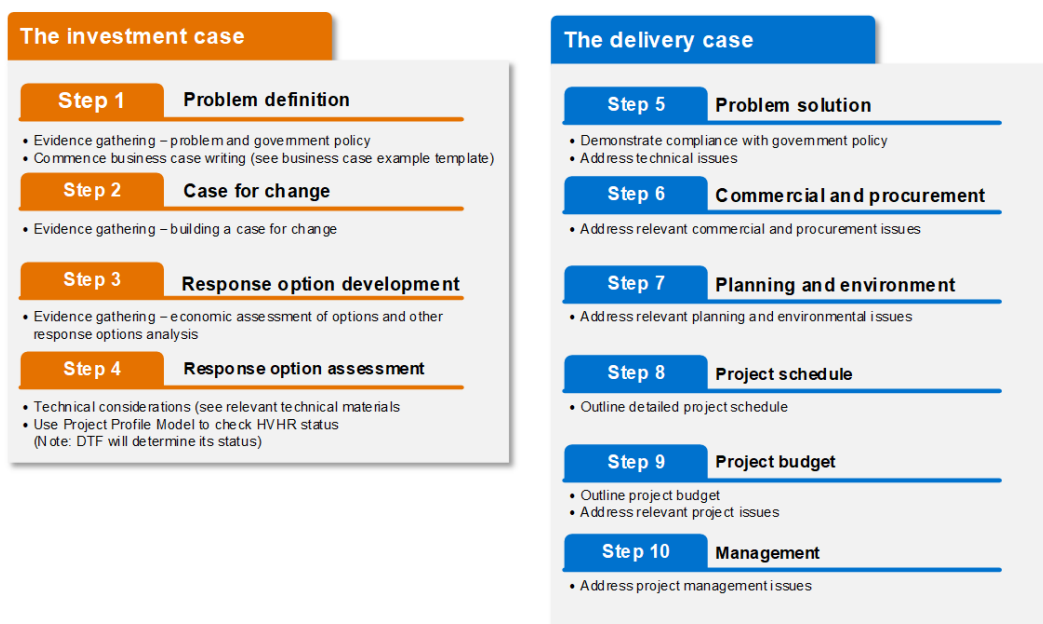 The investment case
Step 1
Problem definition
• Evidence gathering – problem and government policy
• Commence business case writing (see business case example template)
Step 2
Case for change
• Evidence gathering – building a case for change
Step 3
Response option development
• Evidence gathering – economic assessment of options and other
response options analysis
Step 4
Response option assessment
• Technical considerations (see relevant technical materials
• Use Project Profile Model to check HVHR status
(Note: DTF will determine its status)
The delivery case
Step 5
Problem solution
• Demonstrate compliance with government policy
• Address technical issues
Step 6
Commercial and procurement
• Address relevant commercial and procurement issues
Step 7
Planning and environment
• Address relevant planning and environmental issues
Step 8
Project schedule
• Outline detailed project schedule
Step 9
Project budget
• Outline project budget
• Address relevant project issues
Step 10
Management
• Address project management issues